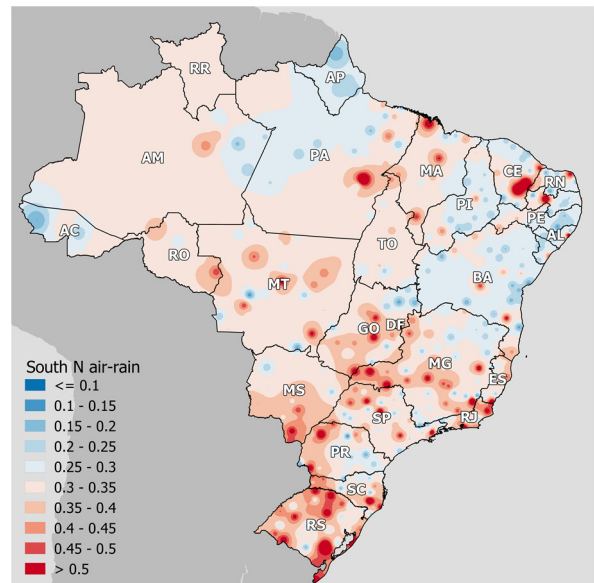 RR
AP
AM
PA
MA
CE
RN
PI
PE
AL
AC
RO
TO
BA
MT
GO
DF
MG
ES
MS
SP
RJ
PR
SC
RS
South N air-rain
<= 0.1
0.1 - 0.15
0.15 - 0.2
0.2 - 0.25
0.25 - 0.3
0.3 - 0.35
0.35 - 0.4
0.4 - 0.45
0.45 - 0.5
> 0.5